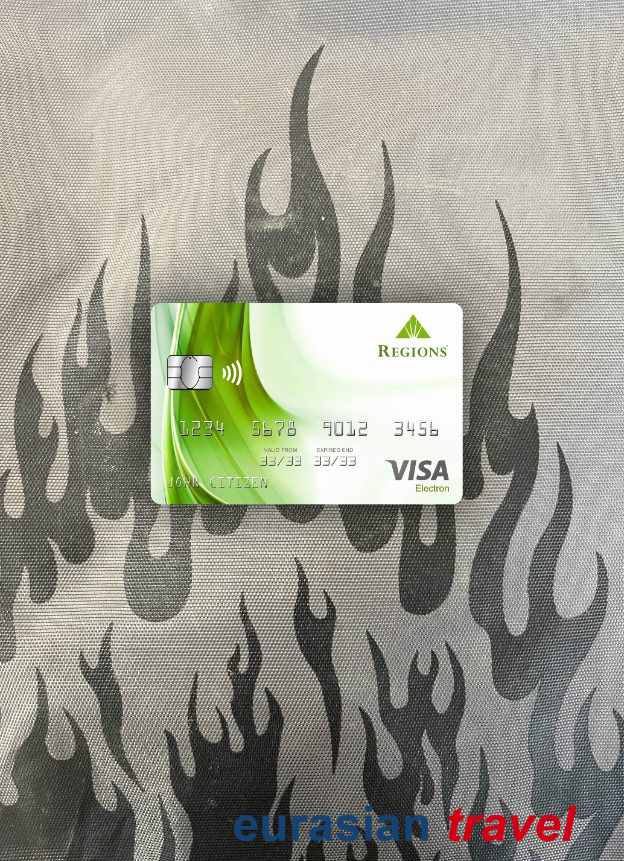 REGIONS
1234 5678 9012 3456
VALID FROM EXPIRES END
33/33 33/33
JOHN CITIZEN
VISA
Electron
eurasian travel